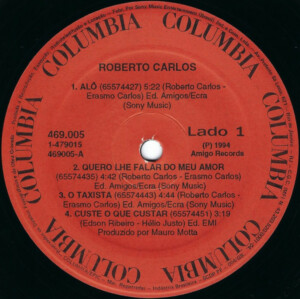 COLUMBIA COLUMBIA COLUMBIA COLUMBIA COLUMBIA COLUMBIA
ROBERTO CARLOS
1. ALÔ (65574427) 5:22 (Roberto Carlos -
Erasmo Carlos) Ed. Amigos/Ecra
(Sony Music)
469.005
1-479015
469005-A
Lado 1
(P) 1994
Amigo Records
2. QUERO LHE FALAR DO MEU AMOR
(65574435) 4:42 (Roberto Carlos - Erasmo Carlos)
Ed. Amigos/Ecra (Sony Music)
3. O TAXISTA (65574443) 4:44 (Roberto Carlos -
Erasmo Carlos) Ed. Amigos/Ecra (Sony Music)
4. CUSTE O QUE CUSTAR (65574451) 3:19
(Edson Ribeiro - Hélio Justo) Ed. EMI
Produzido por Mauro Motta